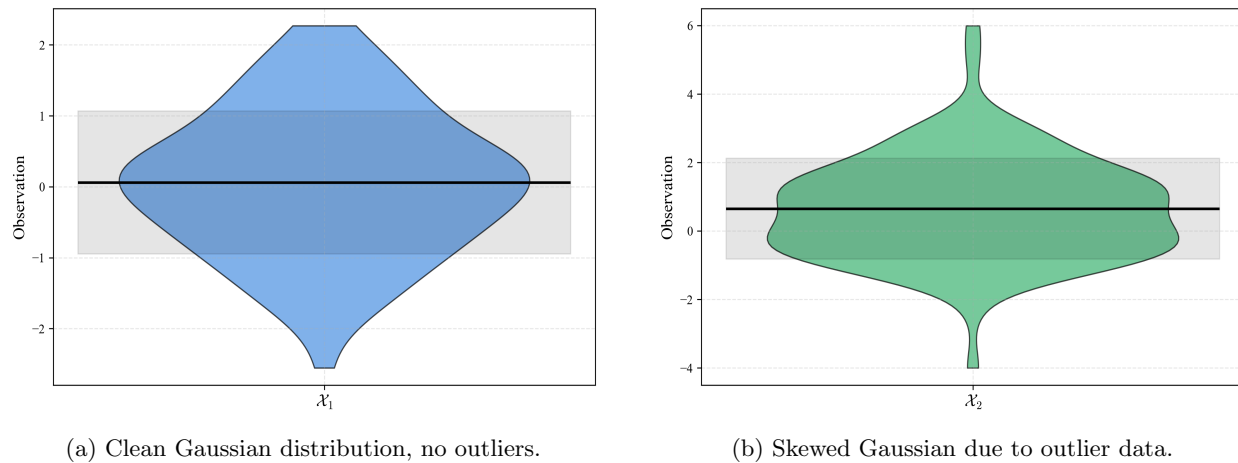 Observation
2
1
0
−1
−2
𝒳₁
Observation
6
4
2
0
−2
−4
𝒳₂
(a) Clean Gaussian distribution, no outliers.
(b) Skewed Gaussian due to outlier data.